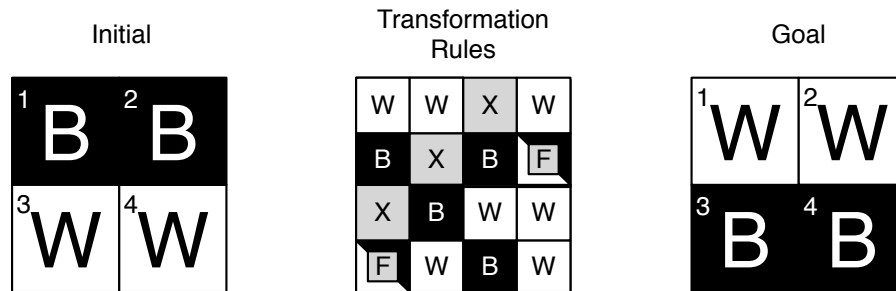 Initial
Transformation
Rules
Goal
1 B 2 B
3 W 4 W
W W X W
B X B F
X B W W
F W B W
1 W 2 W
3 B 4 B